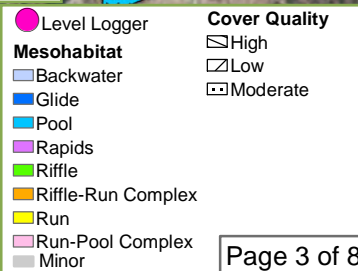 Level Logger
Mesohabitat
Backwater
Glide
Pool
Rapids
Riffle
Riffle-Run Complex
Run
Run-Pool Complex
Minor
Cover Quality
High
Low
Moderate
Page 3 of 8